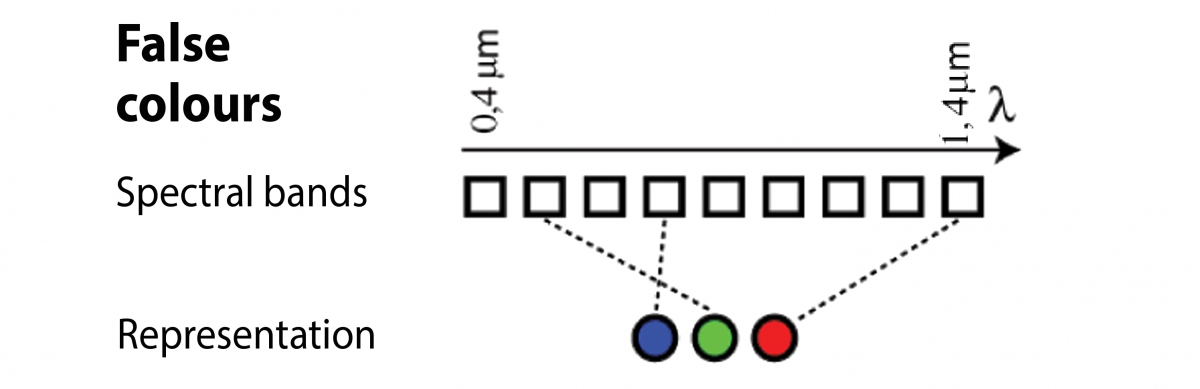 False
colours
0,4 µm
1,4µm
λ
Spectral bands
Representation